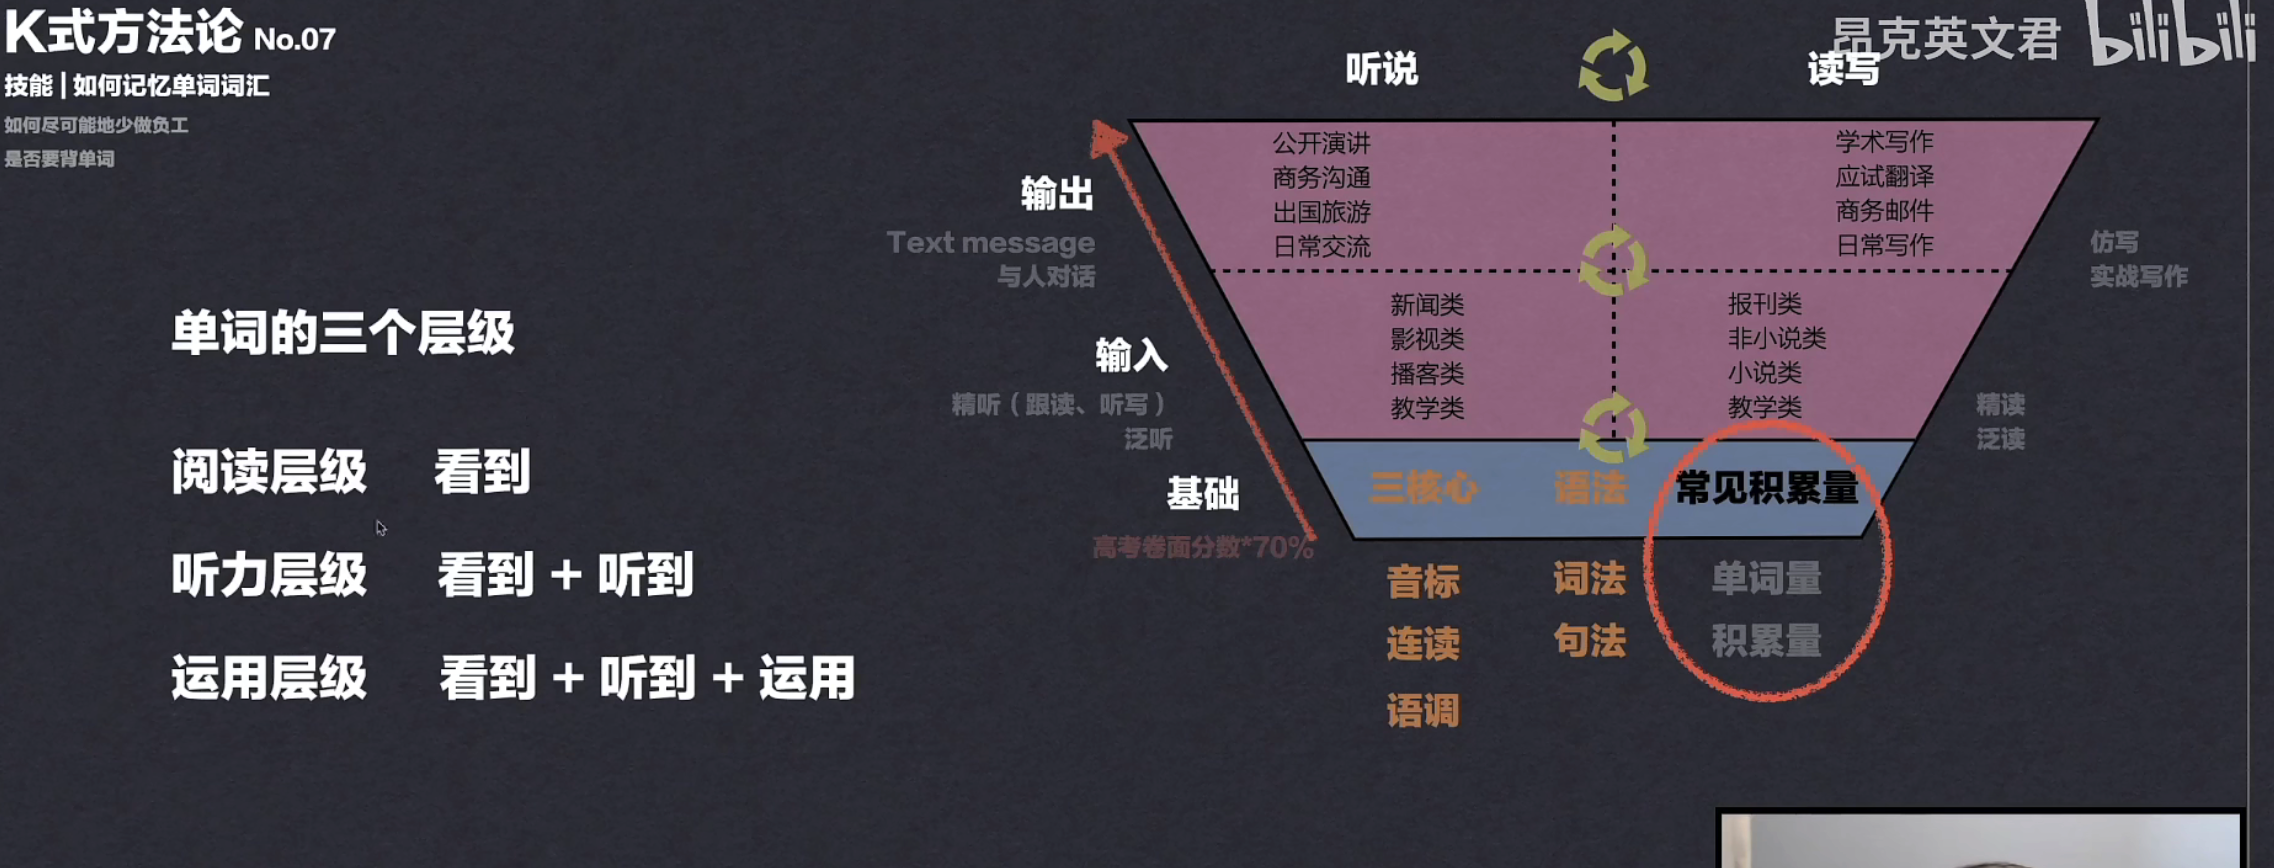 K式方法论 No.07
技能 | 如何记忆单词词汇
如何尽可能地少做负工
是否要背单词
昂克英文君 bilibili
听说
读写
单词的三个层级
阅读层级 看到
听力层级 看到 + 听到
运用层级 看到 + 听到 + 运用
输出
Text message
与人对话
公开演讲
商务沟通
出国旅游
日常交流
学术写作
应试翻译
商务邮件
日常写作
仿写
实战写作
输入
精听（跟读、听写）
泛听
新闻类
影视类
播客类
教学类
报刊类
非小说类
小说类
教学类
精读
泛读
基础
高考卷面分数*70%
三核心
语法
常见积累量
音标
连读
语调
词法
句法
单词量
积累量